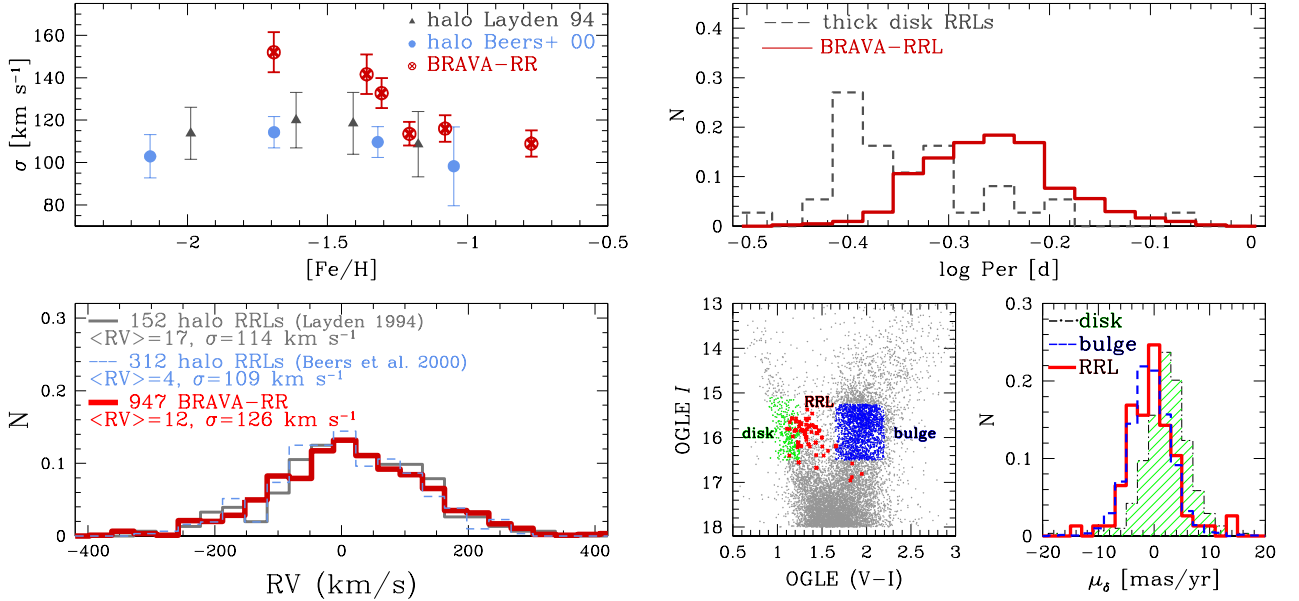 160
140
120
100
80
σ [km s⁻¹]
halo Layden 94
halo Beers+ 00
BRAVA-RR
-2
-1.5
-1
-0.5
[Fe/H]
0.4
0.3
0.2
0.1
0
N
thick disk RRLs
BRAVA-RRL
-0.5
-0.4
-0.3
-0.2
-0.1
0
log Per [d]
0.3
0.2
0.1
0
N
152 halo RRLs (Layden 1994)
<RV>=17, σ=114 km s⁻¹
312 halo RRLs (Beers et al. 2000)
<RV>=4, σ=109 km s⁻¹
947 BRAVA-RR
<RV>=12, σ=126 km s⁻¹
-400
-200
0
200
400
RV (km/s)
13
14
15
16
17
18
OGLE I
RRL
disk
bulge
0.5
1
1.5
2
2.5
3
OGLE (V-I)
0.3
0.2
0.1
0
N
disk
bulge
RRL
-20
-10
0
10
20
μδ [mas/yr]